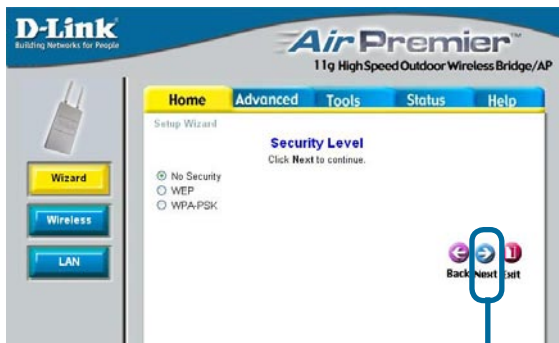 D-Link
Building Networks for People
Air Premier™
11g High Speed Outdoor Wireless Bridge/AP
Home Advanced Tools Status Help
Setup Wizard
Security Level
Click Next to continue.
No Security
WEP
WPA-PSK
Wizard
Wireless
LAN
Back Next Exit